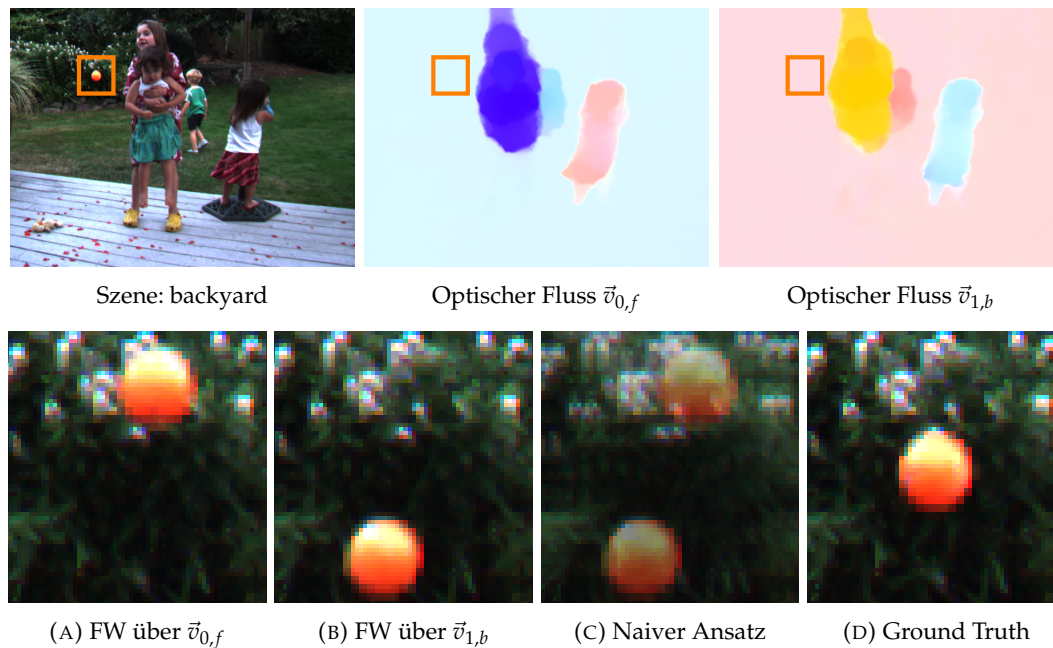 Szene: backyard
Optischer Fluss $\vec{v}_{0,f}$
Optischer Fluss $\vec{v}_{1,b}$
(A) FW über $\vec{v}_{0,f}$
(B) FW über $\vec{v}_{1,b}$
(C) Naiver Ansatz
(D) Ground Truth